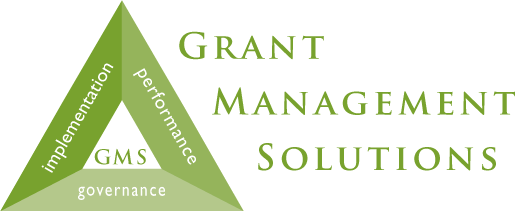 GRANT
MANAGEMENT
SOLUTIONS
implementation
performance
GMS
governance